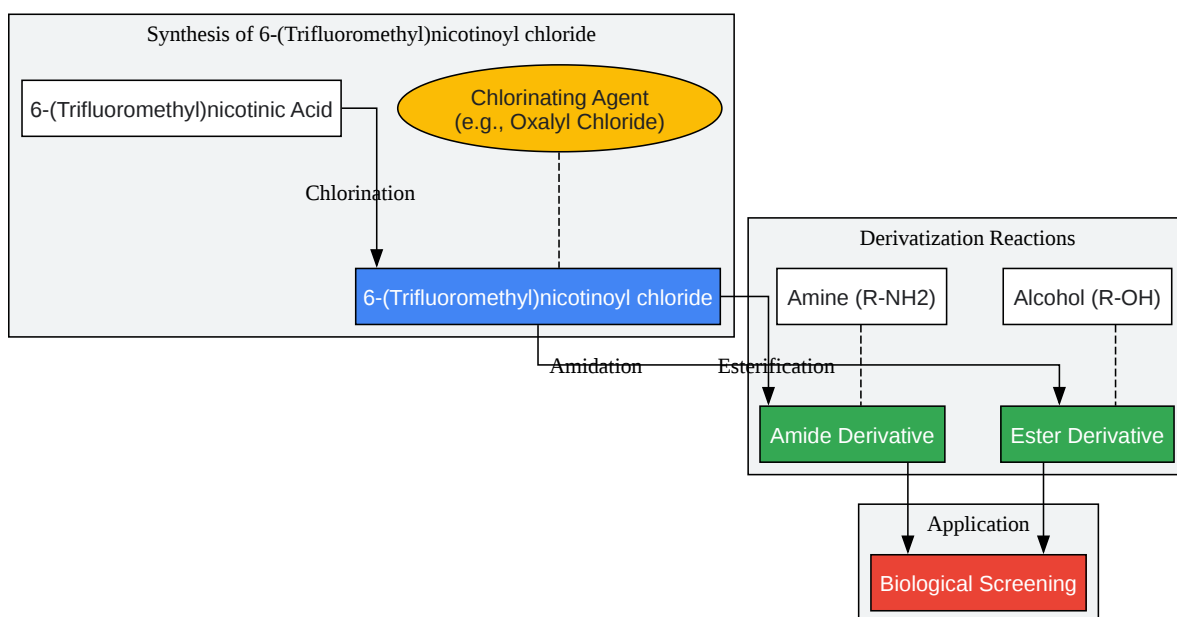 Synthesis of 6-(Trifluoromethyl)nicotinoyl chloride
6-(Trifluoromethyl)nicotinic Acid
Chlorinating Agent
(e.g., Oxalyl Chloride)
Chlorination
6-(Trifluoromethyl)nicotinoyl chloride
Derivatization Reactions
Amine (R-NH2)
Alcohol (R-OH)
Amidation
Esterification
Amide Derivative
Ester Derivative
Application
Biological Screening